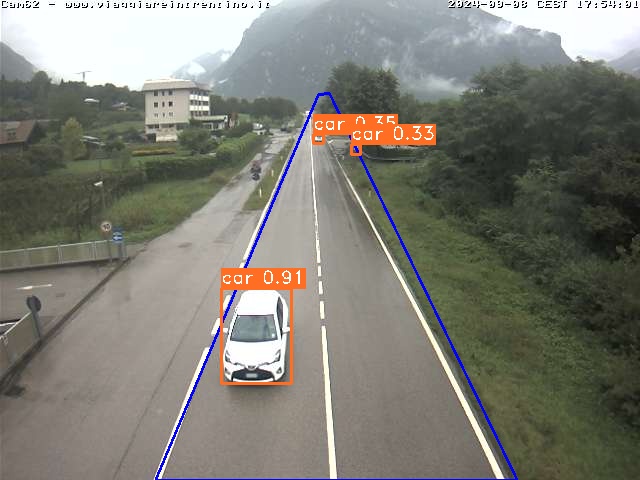 Cam62 - www.viaggiareintrentino.it
2024-09-08 CEST 17:54:01
car 0.35
car 0.33
car 0.91